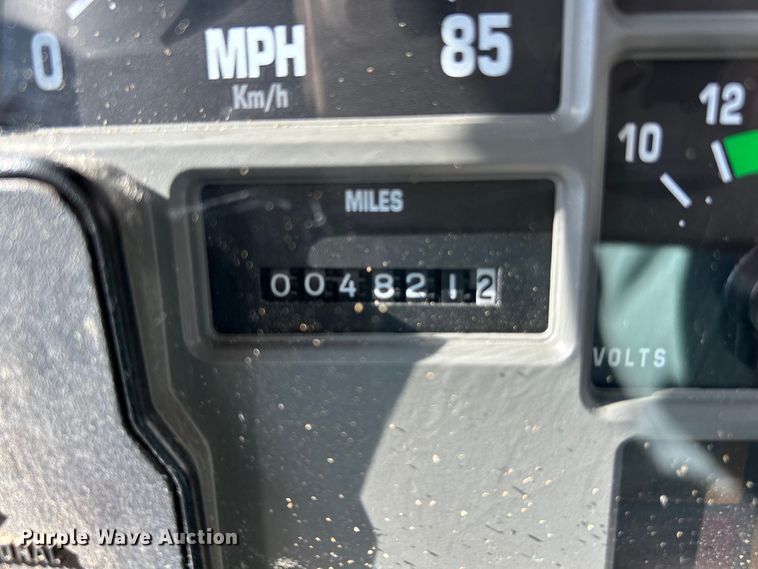 0 MPH 85
Km/h
12
10
MILES
0048212
VOLTS
Purple Wave Auction